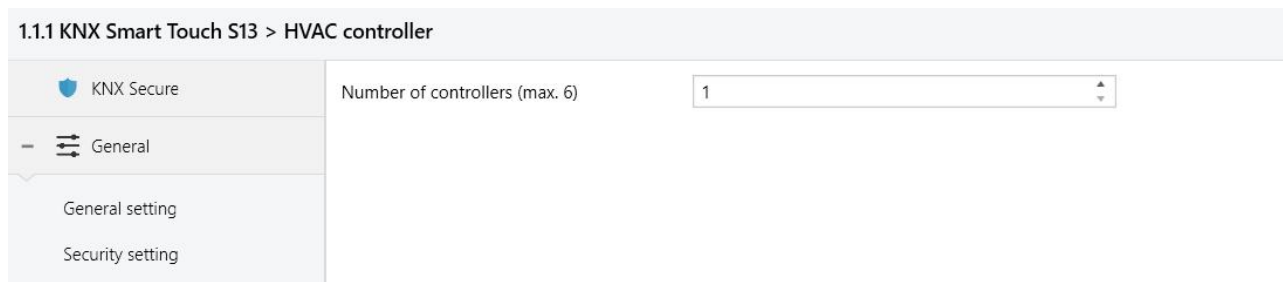 1.1.1 KNX Smart Touch S13 > HVAC controller
KNX Secure
Number of controllers (max. 6)
1
General
General setting
Security setting